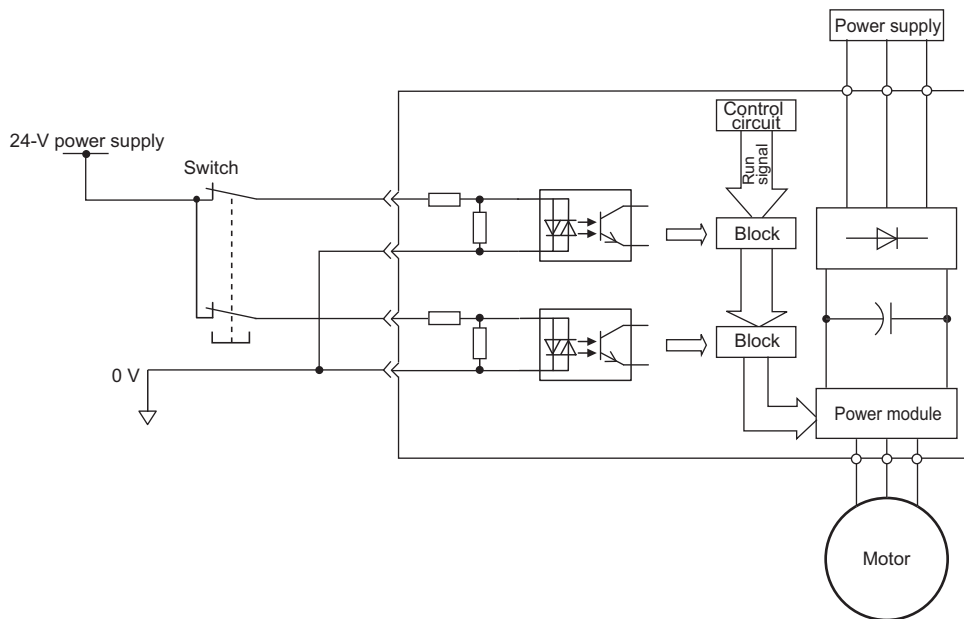 Power supply
Control
circuit
24-V power supply
Switch
Run
signal
Block
Block
0 V
Power module
Motor